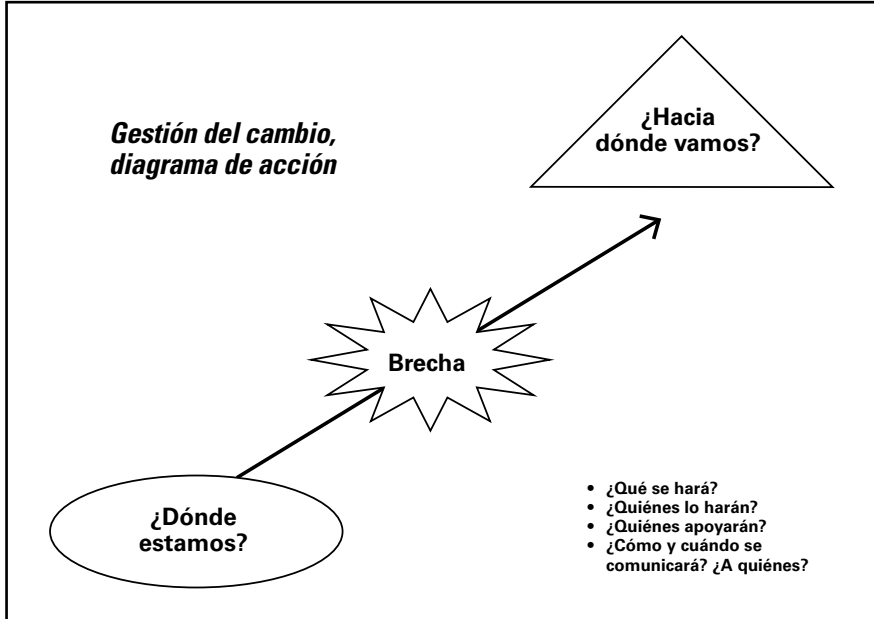 Gestión del cambio,
diagrama de acción
¿Hacia
dónde vamos?
Brecha
¿Dónde
estamos?
• ¿Qué se hará?
• ¿Quiénes lo harán?
• ¿Quiénes apoyarán?
• ¿Cómo y cuándo se
comunicará? ¿A quiénes?